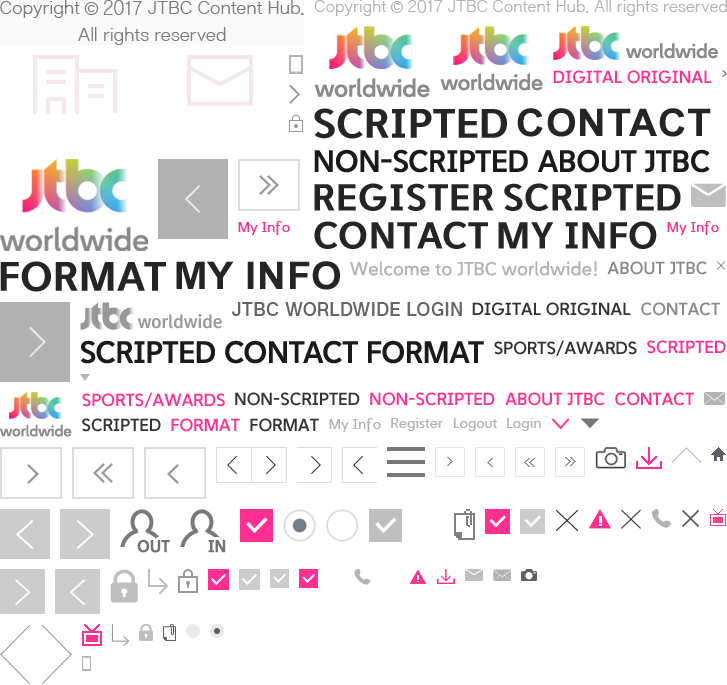 Copyright © 2017 JTBC Content Hub.
All rights reserved
Copyright © 2017 JTBC Content Hub. All rights reserved
jtbc
worldwide
jtbc
worldwide
jtbc worldwide
DIGITAL ORIGINAL
SCRIPTED CONTACT
NON-SCRIPTED ABOUT JTBC
REGISTER SCRIPTED
CONTACT MY INFO
My Info
jtbc
worldwide
My Info
FORMAT MY INFO
Welcome to JTBC worldwide!
ABOUT JTBC
jtbc worldwide
JTBC WORLDWIDE LOGIN
DIGITAL ORIGINAL
CONTACT
SCRIPTED CONTACT FORMAT
SPORTS/AWARDS
SCRIPTED
jtbc
worldwide
SPORTS/AWARDS
NON-SCRIPTED
NON-SCRIPTED
ABOUT JTBC
CONTACT
SCRIPTED
FORMAT
FORMAT
My Info
Register
Logout
Login
OUT
IN